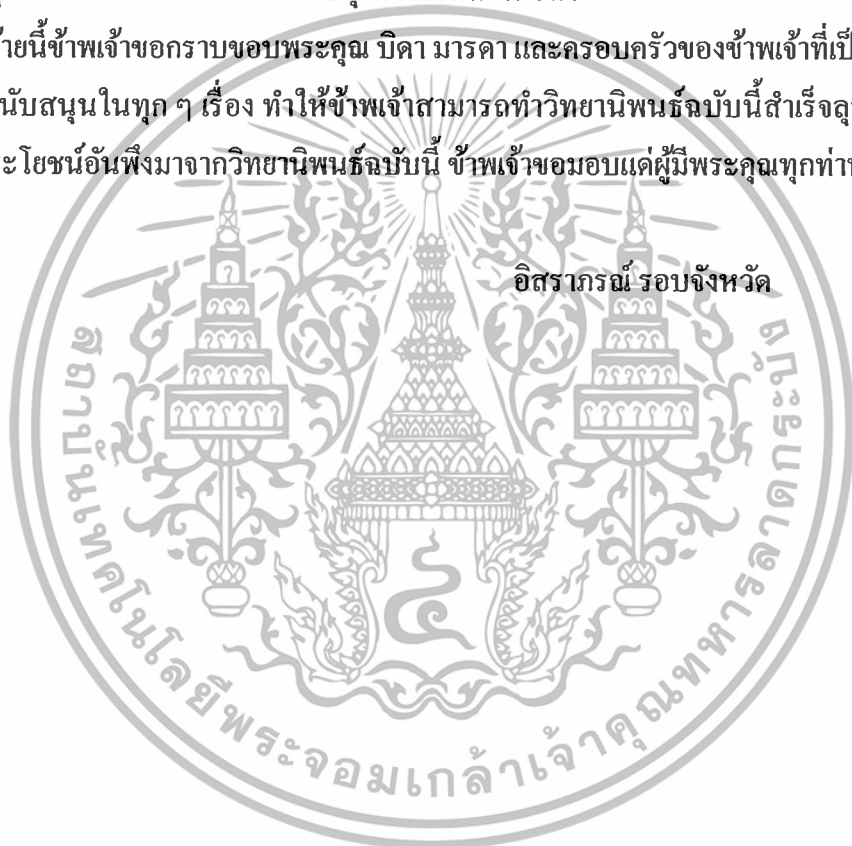 ายนี้ข้าพเจ้าขอกราบขอบพระคุณ บิดา มารดา และครอบครัวของข้าพเจ้าที่เป็
นับสนุนในทุก ๆ เรื่อง ทำให้ข้าพเจ้าสามารถทำวิทยานิพนธ์ฉบับนี้สำเร็จลุ
ะโยชน์อันพึงมาจากวิทยานิพนธ์ฉบับนี้ ข้าพเจ้าขอมอบแด่ผู้มีพระคุณทุกท่าน
อิสราภรณ์ รอบจังหวัด
สถาบันเทคโนโลยีพระจอมเกล้าเจ้าคุณทหารลาดกระบัง
๔